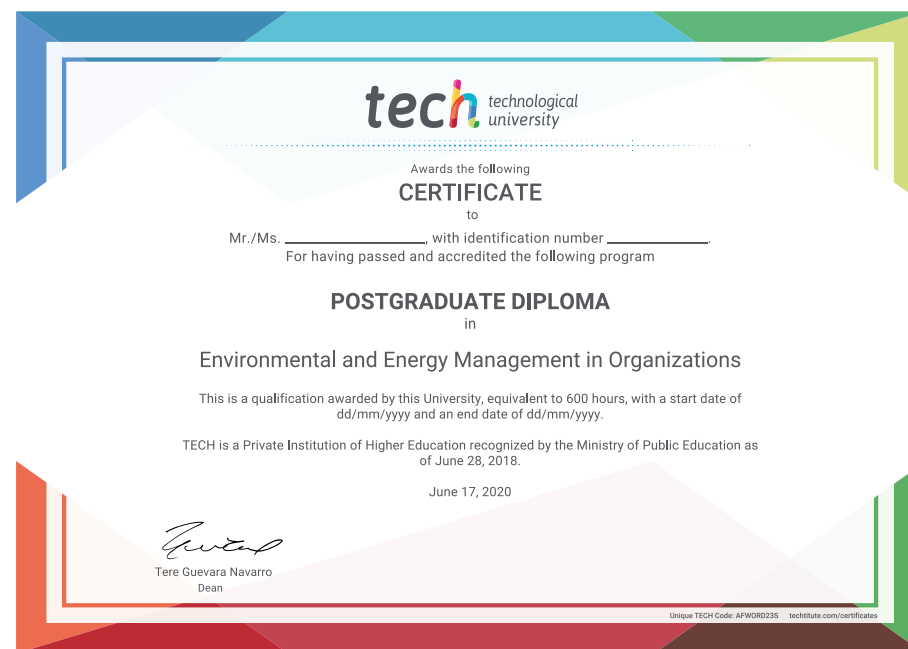 tech technological
university
Awards the following
CERTIFICATE
to
Mr./Ms. ____________________, with identification number ______________.
For having passed and accredited the following program
POSTGRADUATE DIPLOMA
in
Environmental and Energy Management in Organizations
This is a qualification awarded by this University, equivalent to 600 hours, with a start date of
dd/mm/yyyy and an end date of dd/mm/yyyy.
TECH is a Private Institution of Higher Education recognized by the Ministry of Public Education as
of June 28, 2018.
June 17, 2020
Tere Guevara Navarro
Dean
Unique TECH Code: AFWORD23S techtitute.com/certificates